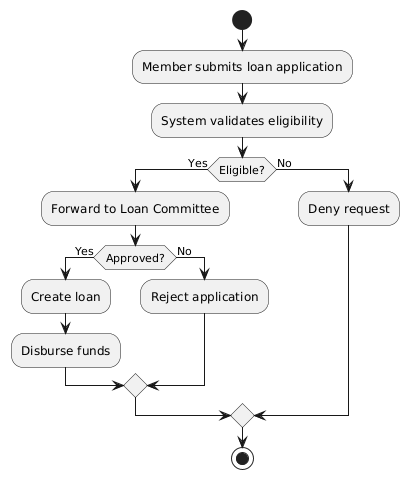 Member submits loan application
System validates eligibility
Yes
Eligible?
No
Forward to Loan Committee
Deny request
Yes
Approved?
No
Create loan
Reject application
Disburse funds